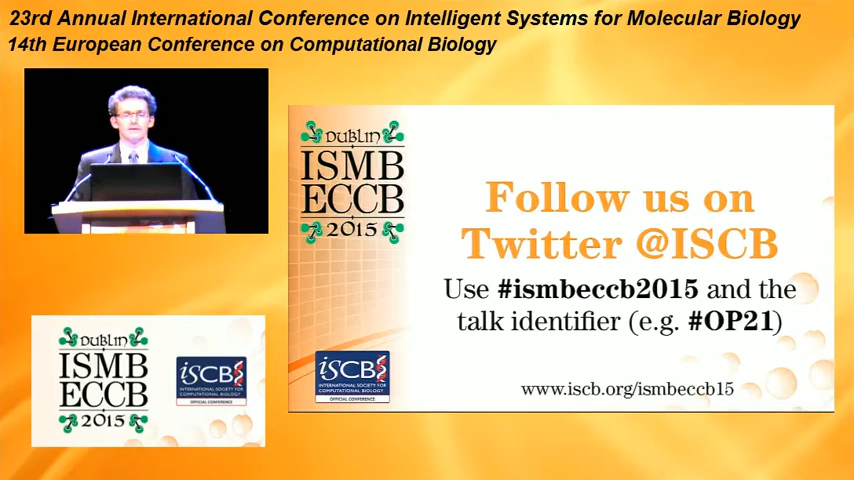 23rd Annual International Conference on Intelligent Systems for Molecular Biology
14th European Conference on Computational Biology
DUBLIN
ISMB
ECCB
2015
Follow us on
Twitter @ISCB
Use #ismbeccb2015 and the
talk identifier (e.g. #OP21)
www.iscb.org/ismbeccb15
iSCB
INTERNATIONAL SOCIETY FOR
COMPUTATIONAL BIOLOGY
OFFICIAL CONFERENCE
DUBLIN
ISMB
ECCB
2015
iSCB
INTERNATIONAL SOCIETY FOR
COMPUTATIONAL BIOLOGY
OFFICIAL CONFERENCE